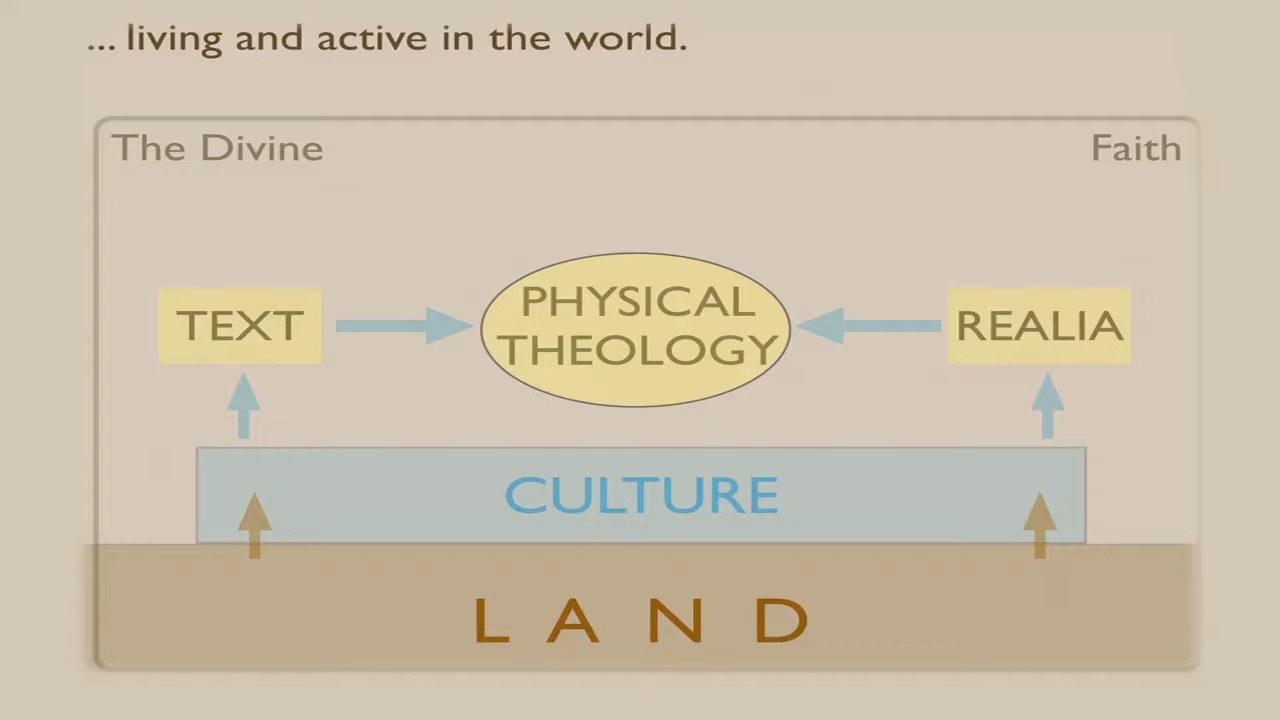 ... living and active in the world.
The Divine
Faith
PHYSICAL
THEOLOGY
TEXT
REALIA
CULTURE
L A N D